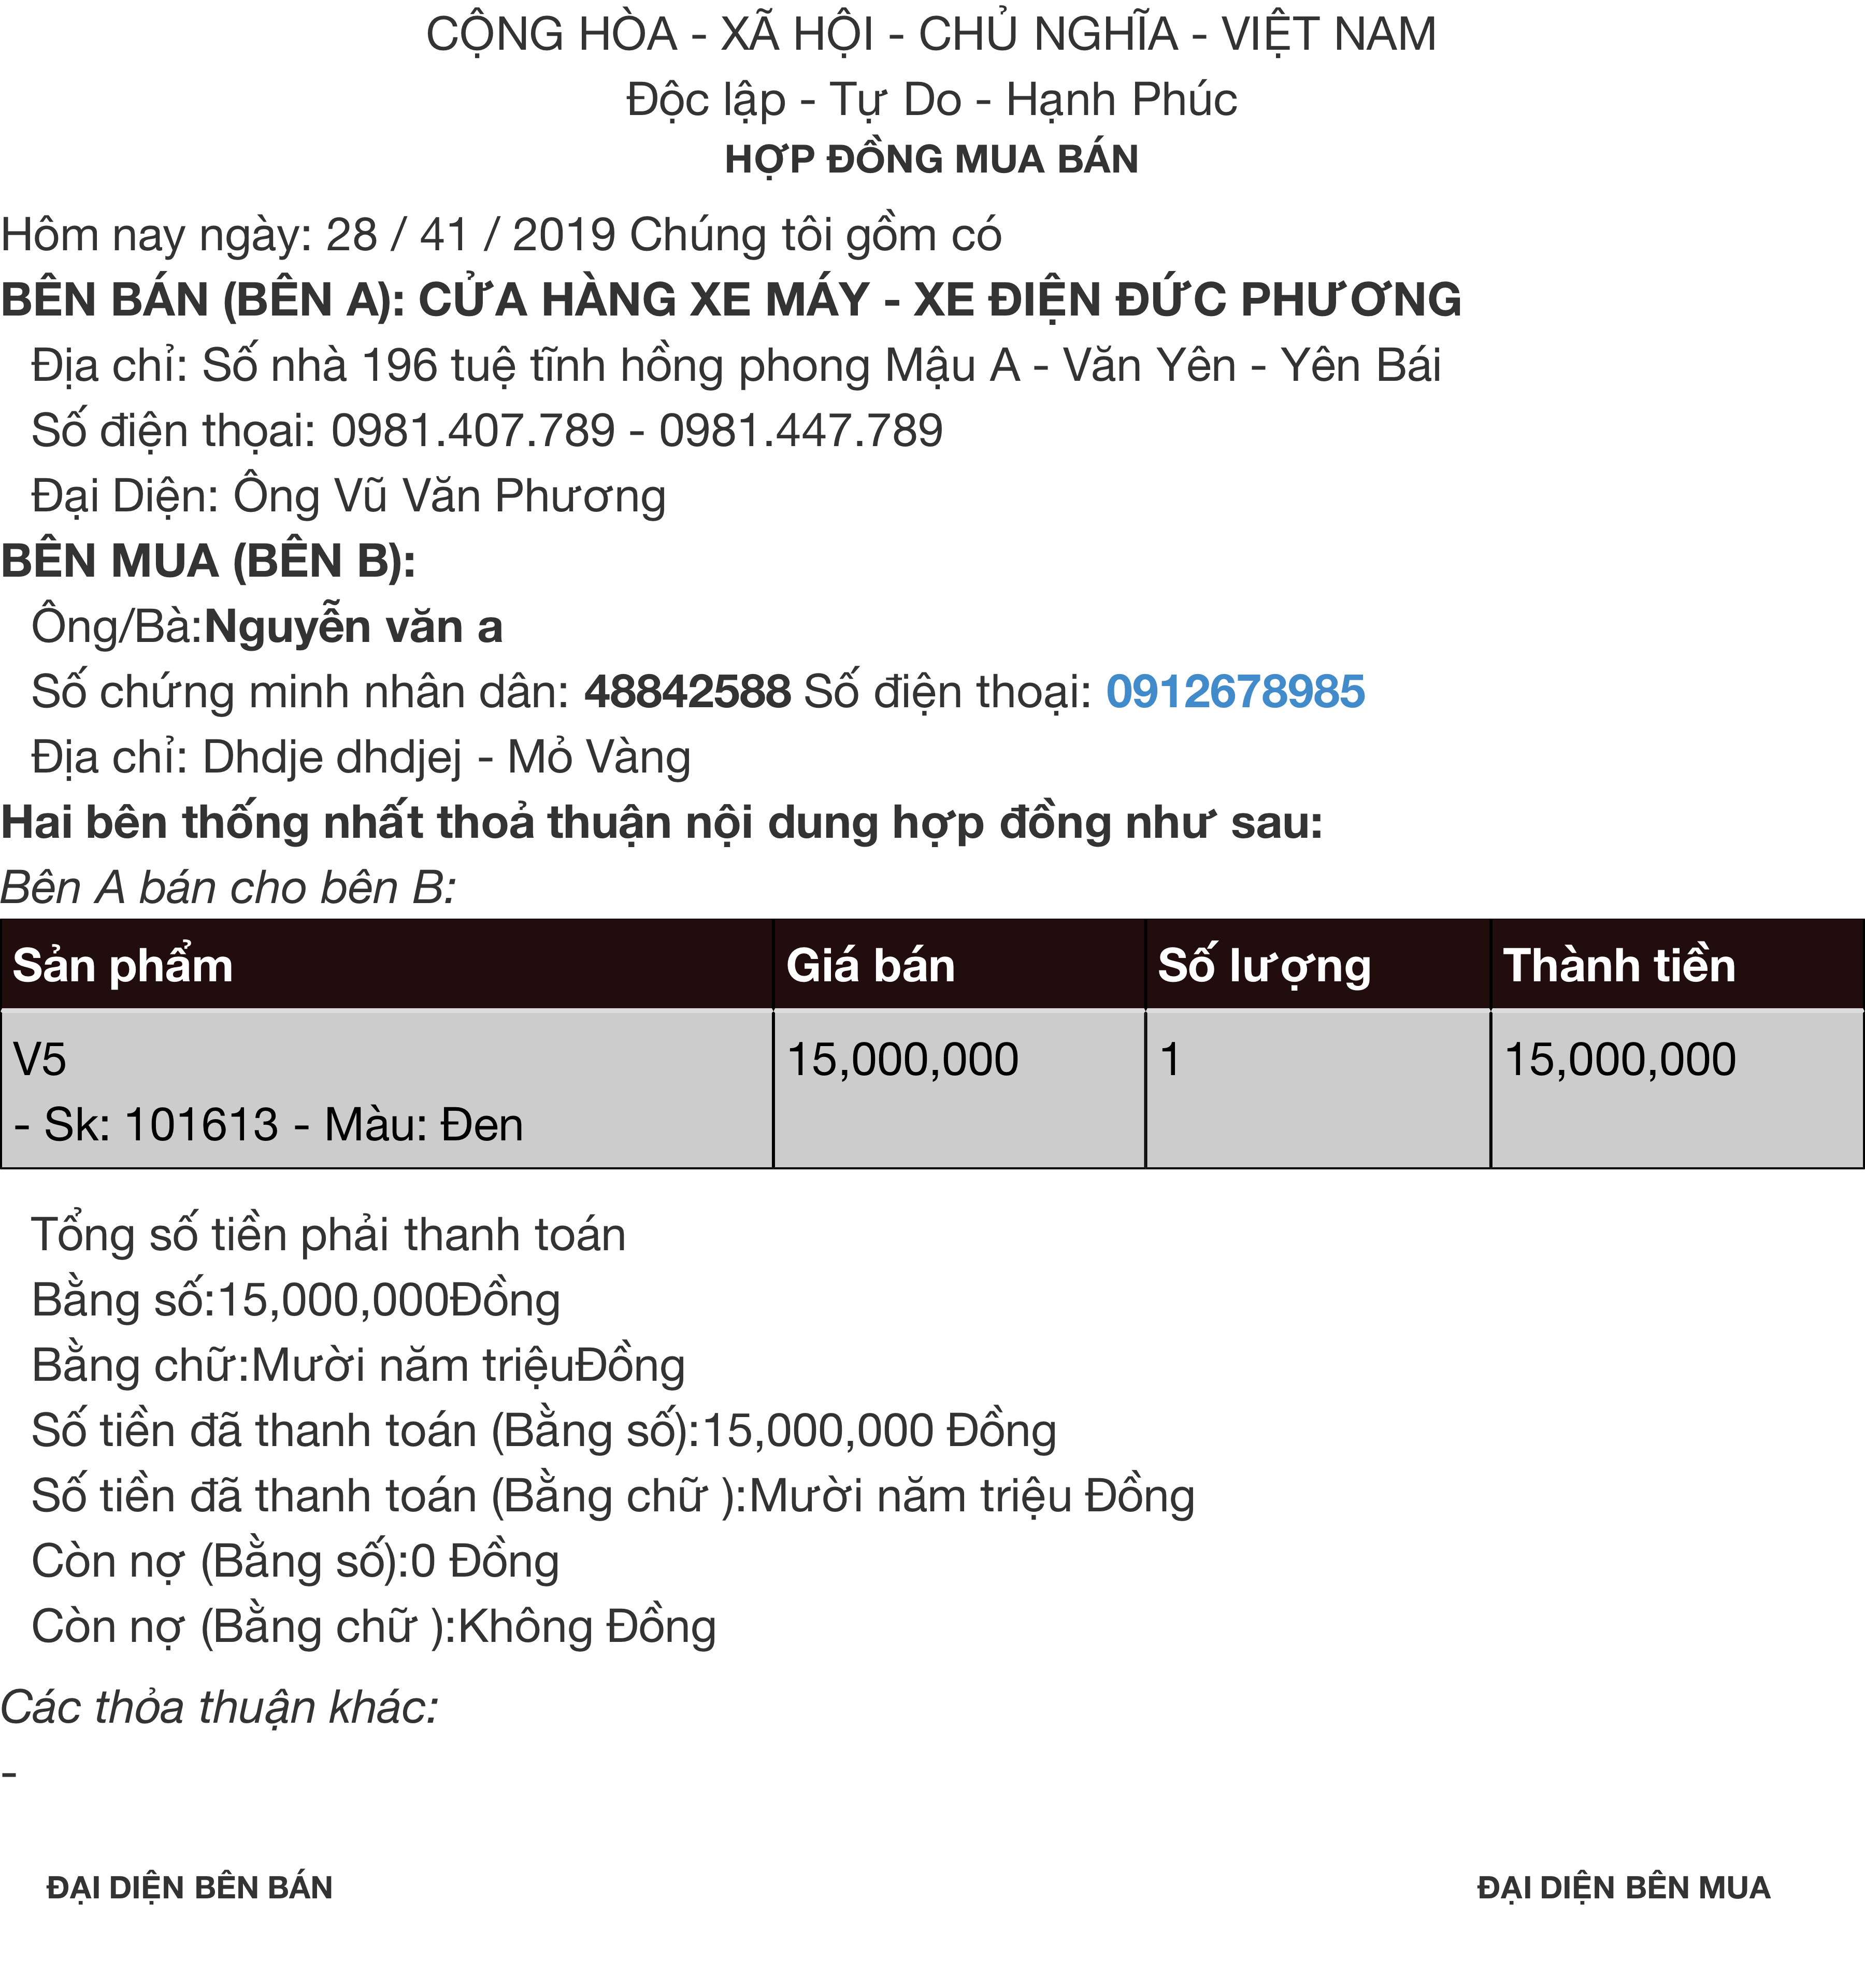 CỘNG HÒA - XÃ HỘI - CHỦ NGHĨA - VIỆT NAM
Độc lập - Tự Do - Hạnh Phúc
HỢP ĐỒNG MUA BÁN
Hôm nay ngày: 28 / 41 / 2019 Chúng tôi gồm có
BÊN BÁN (BÊN A): CỬA HÀNG XE MÁY - XE ĐIỆN ĐỨC PHƯƠNG
Địa chỉ: Số nhà 196 tuệ tĩnh hồng phong Mậu A - Văn Yên - Yên Bái
Số điện thọai: 0981.407.789 - 0981.447.789
Đại Diện: Ông Vũ Văn Phương
BÊN MUA (BÊN B):
Ông/Bà:Nguyễn văn a
Số chứng minh nhân dân: 48842588 Số điện thoại: 0912678985
Địa chỉ: Dhdje dhdjej - Mỏ Vàng
Hai bên thống nhất thoả thuận nội dung hợp đồng như sau:
Bên A bán cho bên B:
Sản phẩm Giá bán Số lượng Thành tiền
V5 15,000,000 1 15,000,000
- Sk: 101613 - Màu: Đen
Tổng số tiền phải thanh toán
Bằng số:15,000,000Đồng
Bằng chữ:Mười năm triệuĐồng
Số tiền đã thanh toán (Bằng số):15,000,000 Đồng
Số tiền đã thanh toán (Bằng chữ ):Mười năm triệu Đồng
Còn nợ (Bằng số):0 Đồng
Còn nợ (Bằng chữ ):Không Đồng
Các thỏa thuận khác:
-
ĐẠI DIỆN BÊN BÁN ĐẠI DIỆN BÊN MUA